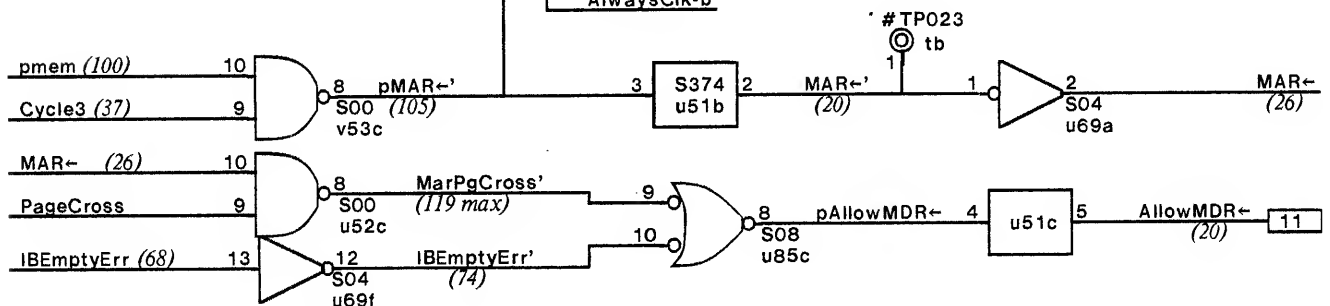 AlwaysClk-b
#TP023
tb
1
pmem (100) 10
8 pMAR←'
S00 (105)
v53c
Cycle3 (37) 9
3 S374 2
u51b
MAR←'
(20)
1 2
S04
u69a
MAR←
(26)
MAR← (26) 10
8 MarPgCross'
S00 (119 max)
u52c
PageCross 9
9
10
8 pAllowMDR← 4
S08
u85c
u51c
5 AllowMDR←
(20)
11
IBEmptyErr (68) 13
12 IBEmptyErr'
S04 (74)
u69f